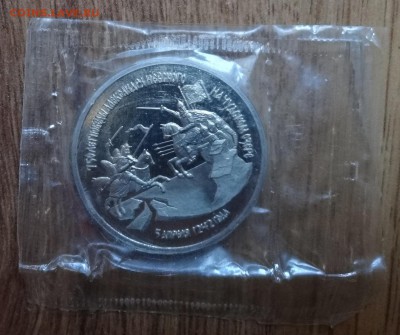 750-ЛЕТИЕ ПОБЕДЫ АЛЕКСАНДРА НЕВСКОГО
НА ЧУДСКОМ ОЗЕРЕ
5 АПРЕЛЯ 1242 ГОДА